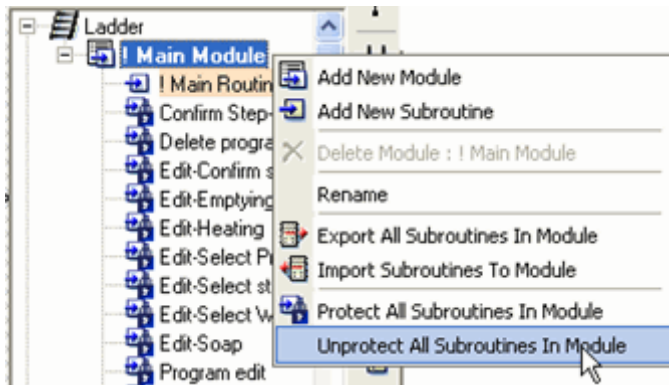 Ladder
! Main Module
! Main Routin
Confirm Step-
Delete progra
Edit-Confirm s
Edit-Emptying
Edit-Heating
Edit-Select P
Edit-Select st
Edit-Select W
Edit-Soap
Program edit
Add New Module
Add New Subroutine
Delete Module : ! Main Module
Rename
Export All Subroutines In Module
Import Subroutines To Module
Protect All Subroutines In Module
Unprotect All Subroutines In Module